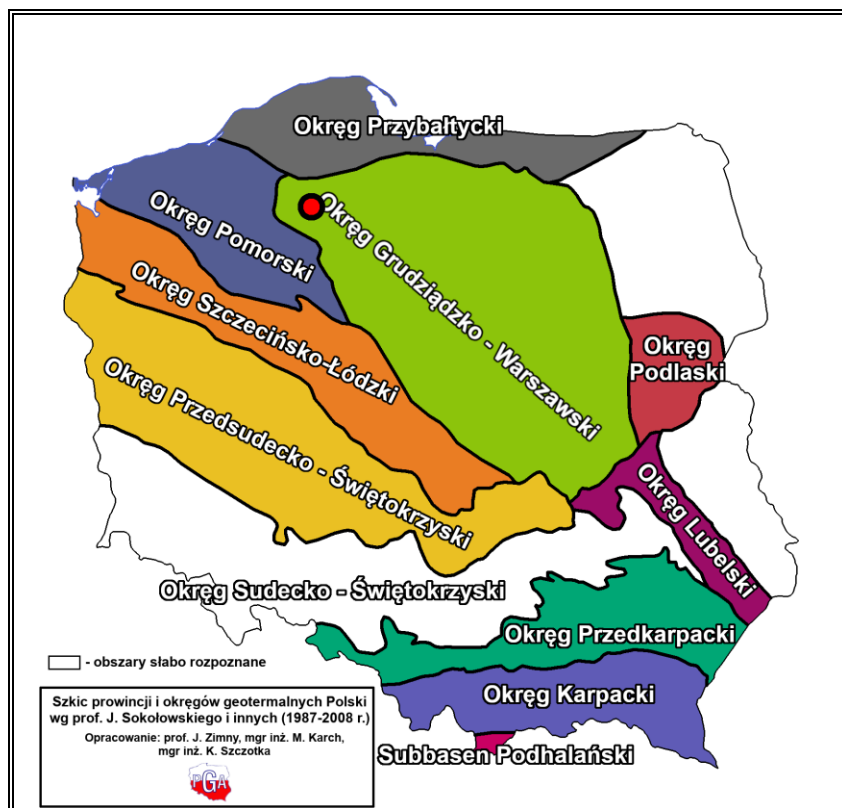 Okręg Przybałtycki
Okręg Pomorski
Okręg Grudziądzko - Warszawski
Okręg Szczecińsko-Łódzki
Okręg Podlaski
Okręg Przedsudecko - Świętokrzyski
Okręg Lubelski
Okręg Sudecko - Świętokrzyski
Okręg Przedkarpacki
- obszary słabo rozpoznane
Okręg Karpacki
Subbasen Podhalański
Szkic prowincji i okręgów geotermalnych Polski
wg prof. J. Sokołowskiego i innych (1987-2008 r.)
Opracowanie: prof. J. Zimny, mgr inż. M. Karch,
mgr inż. K. Szczotka
PGA